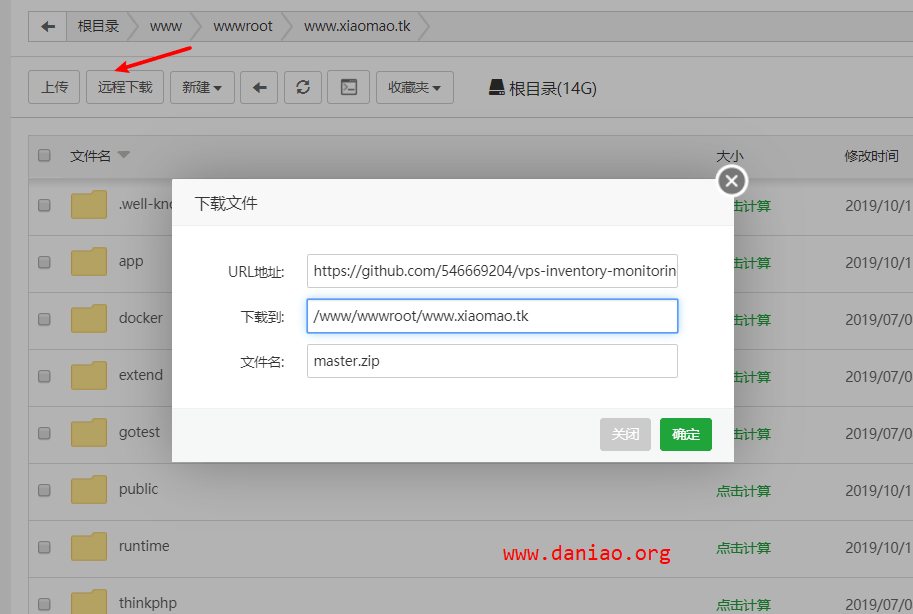 根目录 www wwwroot www.xiaomao.tk
上传 远程下载 新建 收藏夹 根目录(14G)
文件名 大小 修改时间
下载文件
.well-kno 击计算 2019/10/1
URL地址: https://github.com/546669204/vps-inventory-monitorin
app 击计算 2019/10/1
下载到: /www/wwwroot/www.xiaomao.tk
docker 击计算 2019/07/0
文件名: master.zip
extend 击计算 2019/07/0
关闭 确定
gotest 击计算 2019/07/0
public 点击计算 2019/10/1
runtime 点击计算 2019/10/1
www.daniao.org
thinkphp 点击计算 2019/07/0